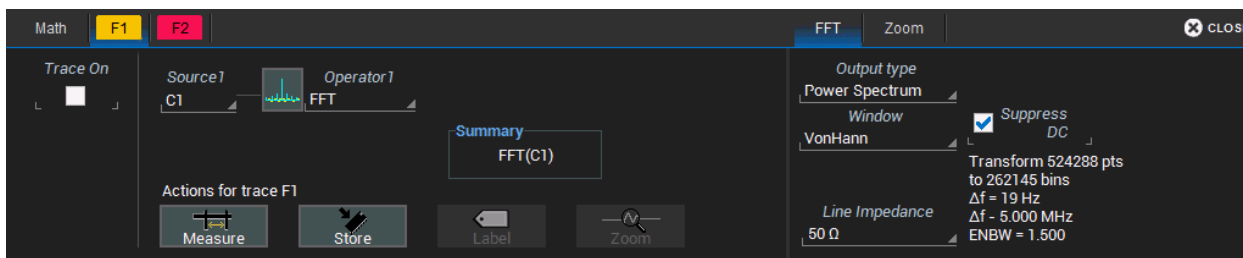 Math F1 F2 FFT Zoom CLOS
Trace On
Source1 Operator1
C1 FFT
Summary
FFT(C1)
Actions for trace F1
Measure Store Label Zoom
Output type
Power Spectrum
Window
VonHann
Suppress
DC
Transform 524288 pts
to 262145 bins
Δf = 19 Hz
Δf - 5.000 MHz
ENBW = 1.500
Line Impedance
50 Ω